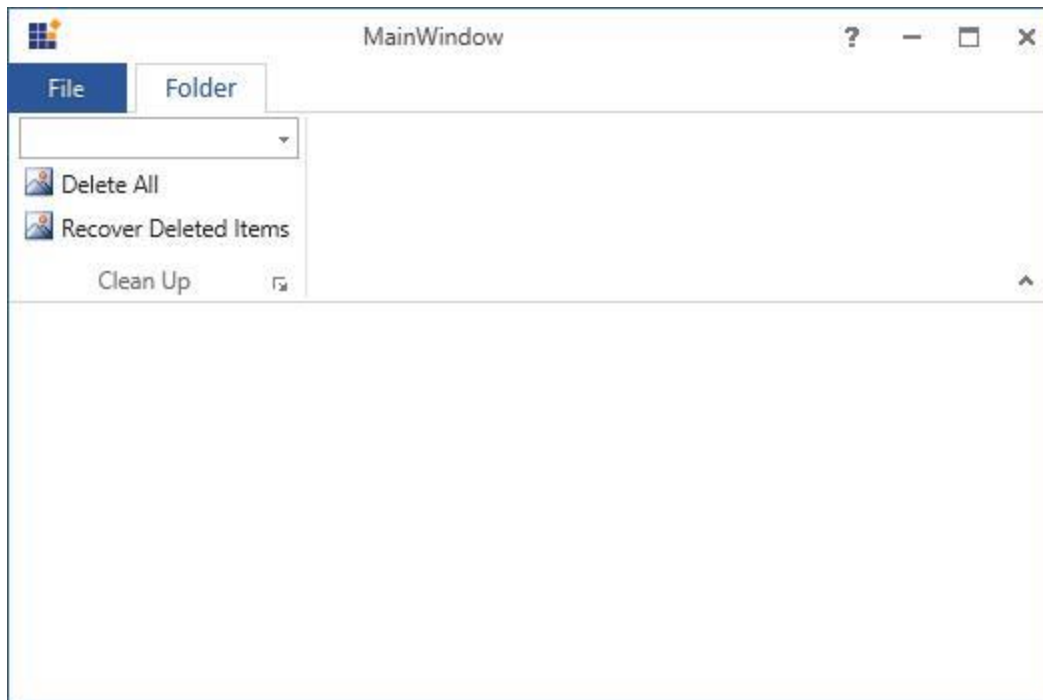 MainWindow
?
File Folder
Delete All
Recover Deleted Items
Clean Up